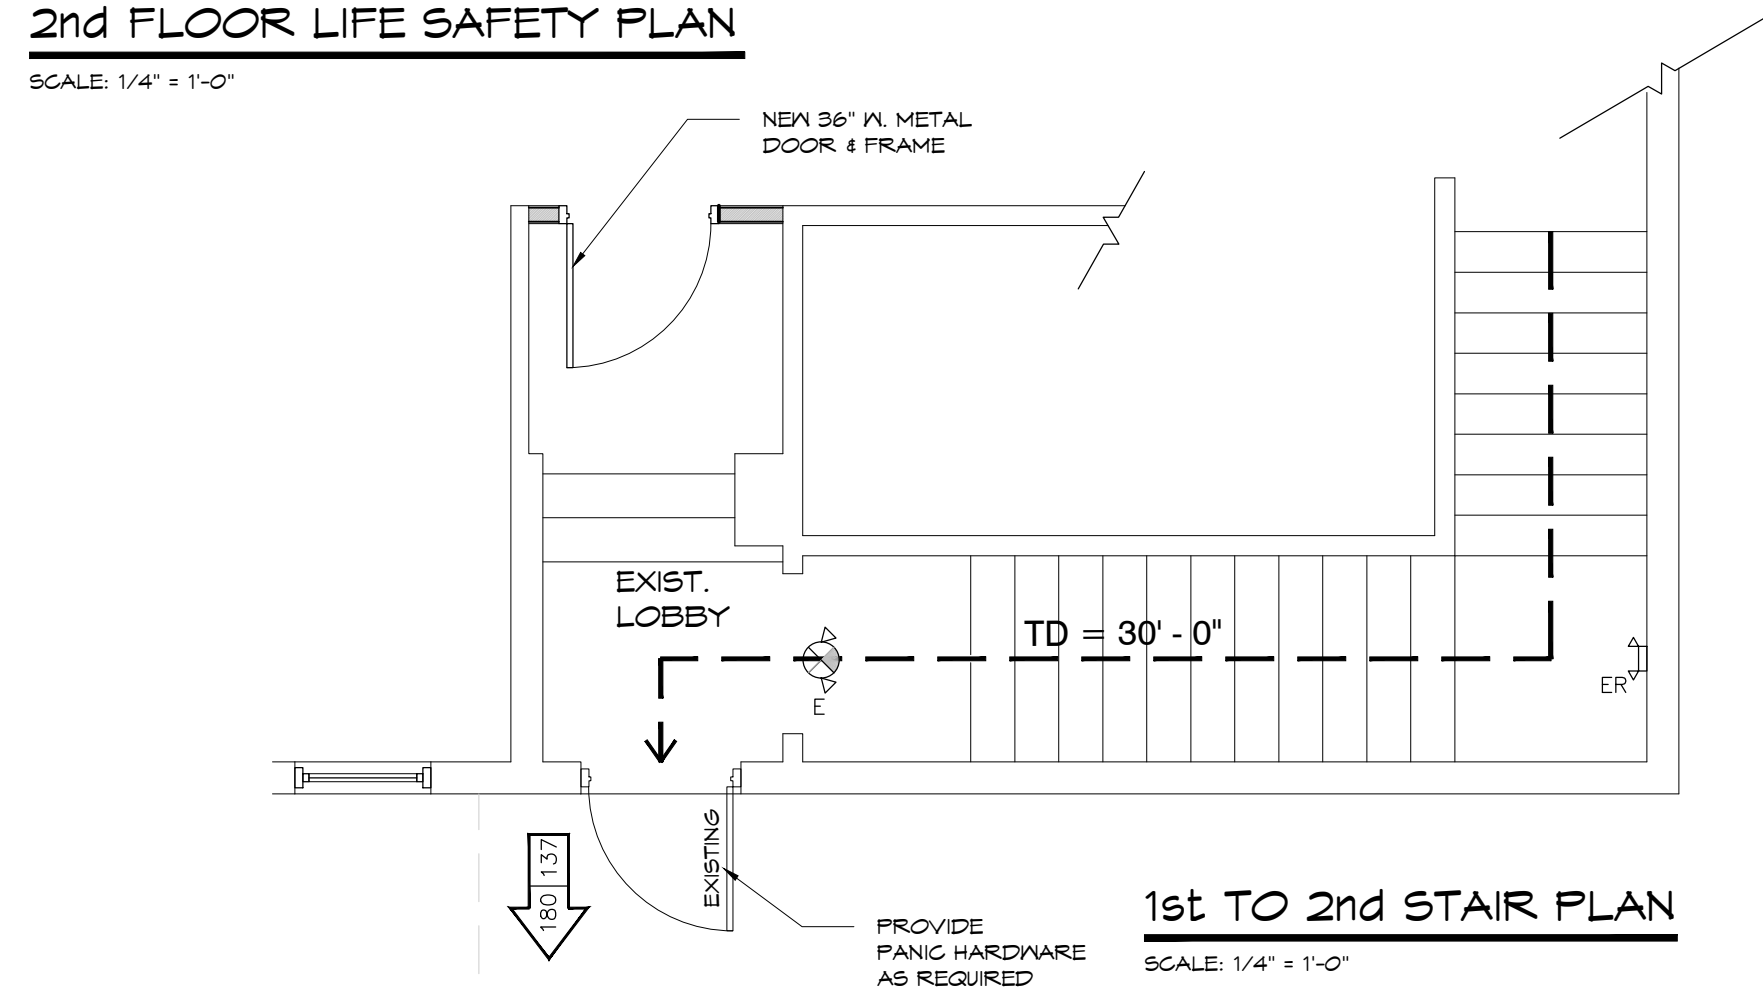 2nd FLOOR LIFE SAFETY PLAN
SCALE: 1/4" = 1'-0"
NEW 36" W. METAL
DOOR & FRAME
EXIST.
LOBBY
TD = 30' - 0"
E
ER
EXISTING
180 137
PROVIDE
PANIC HARDWARE
AS REQUIRED
1st TO 2nd STAIR PLAN
SCALE: 1/4" = 1'-0"